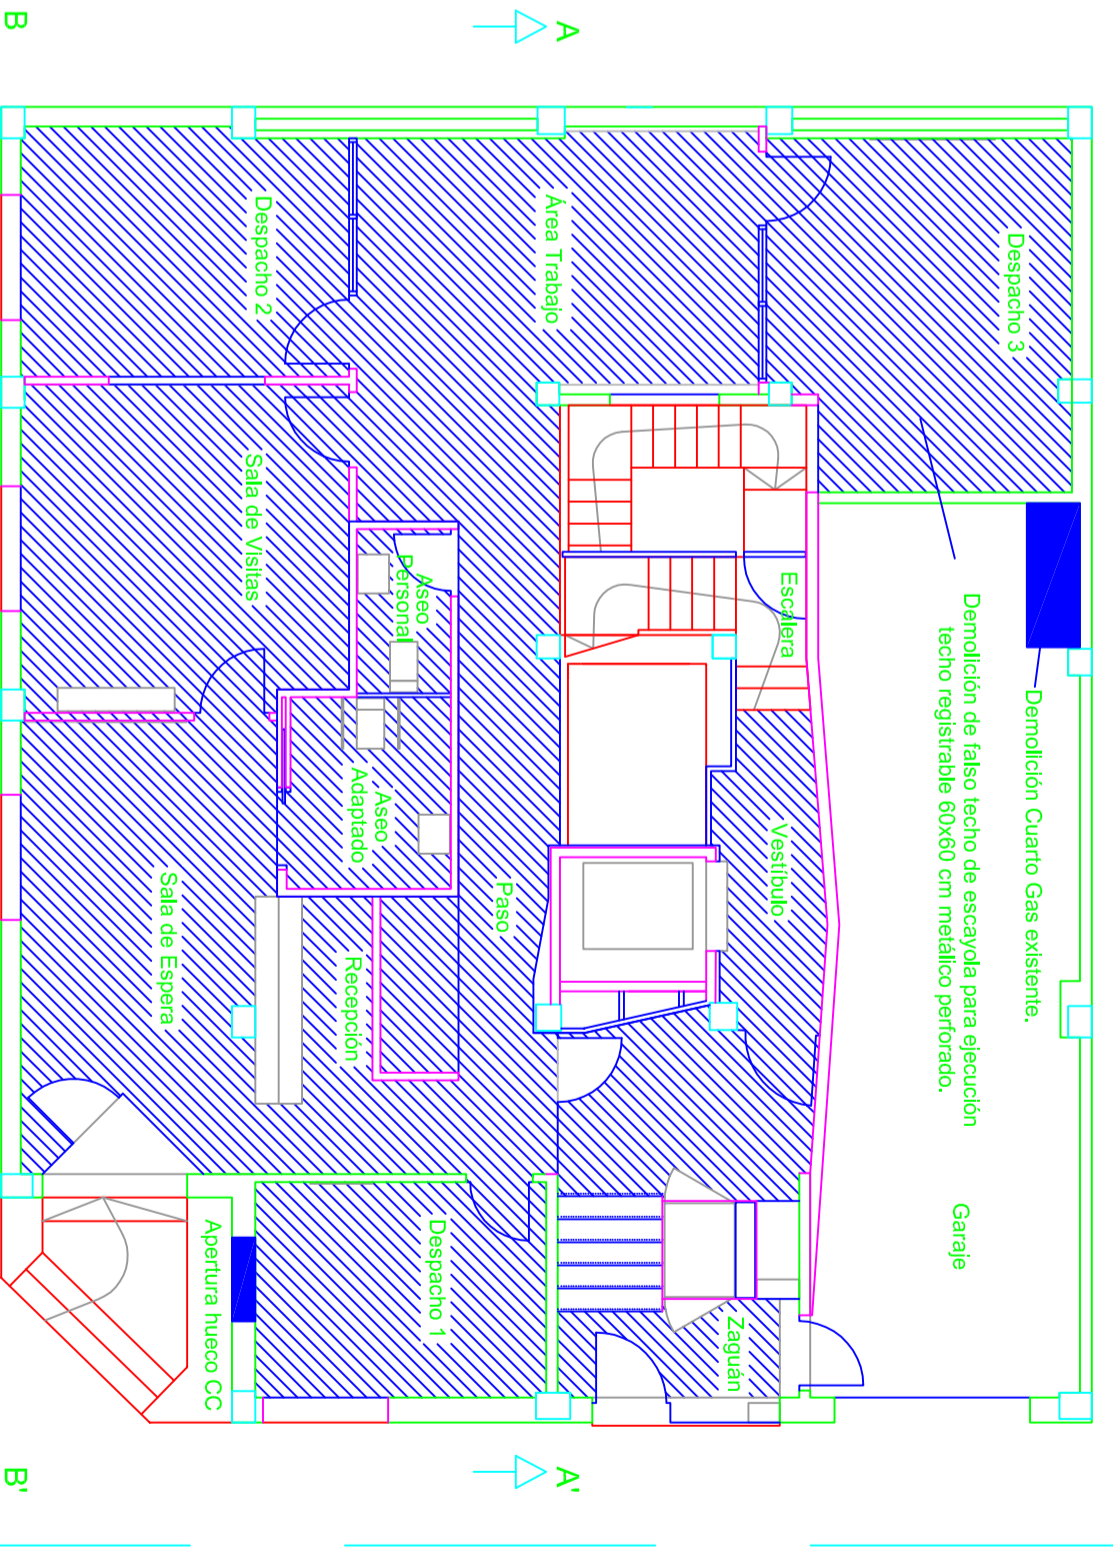 Demolición Cuarto Gas existente.
Despacho 3
Demolición de falso techo de escayola para ejecución
techo registrable 60x60 cm metálico perforado.
Garaje
Escalera
Vestíbulo
Zaguán
A
A'
Área Trabajo
Paso
Despacho 1
Aseo
Personal
Aseo
Adaptado
Recepción
Despacho 2
Sala de Visitas
Apertura hueco CC
Sala de Espera
B
B'